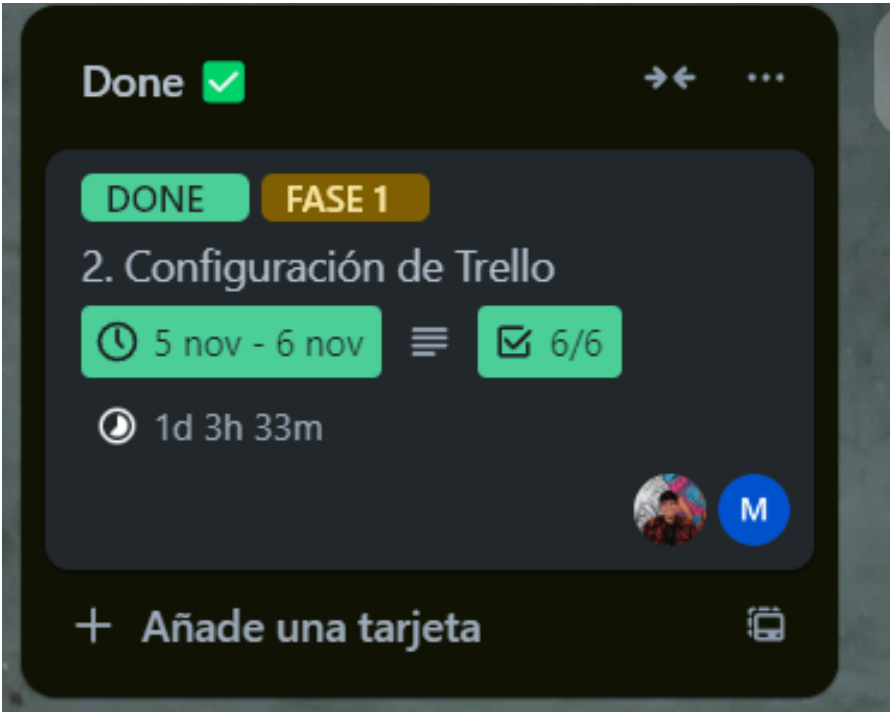 Done ✅
DONE FASE 1
2. Configuración de Trello
5 nov - 6 nov 6/6
1d 3h 33m
M
Añade una tarjeta